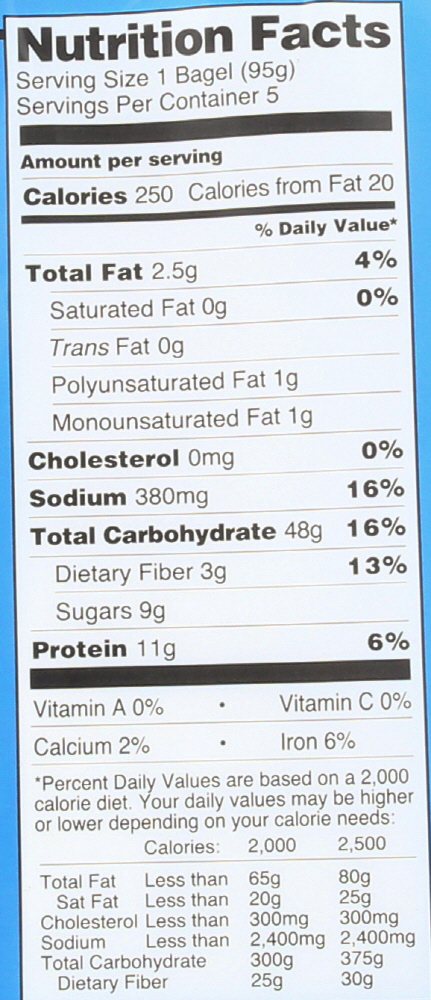 Nutrition Facts
Serving Size 1 Bagel (95g)
Servings Per Container 5
Amount per serving
Calories 250 Calories from Fat 20
% Daily Value*
Total Fat 2.5g 4%
Saturated Fat 0g 0%
Trans Fat 0g
Polyunsaturated Fat 1g
Monounsaturated Fat 1g
Cholesterol 0mg 0%
Sodium 380mg 16%
Total Carbohydrate 48g 16%
Dietary Fiber 3g 13%
Sugars 9g
Protein 11g 6%
Vitamin A 0% • Vitamin C 0%
Calcium 2% • Iron 6%
*Percent Daily Values are based on a 2,000
calorie diet. Your daily values may be higher
or lower depending on your calorie needs:
Calories: 2,000 2,500
Total Fat Less than 65g 80g
Sat Fat Less than 20g 25g
Cholesterol Less than 300mg 300mg
Sodium Less than 2,400mg 2,400mg
Total Carbohydrate 300g 375g
Dietary Fiber 25g 30g